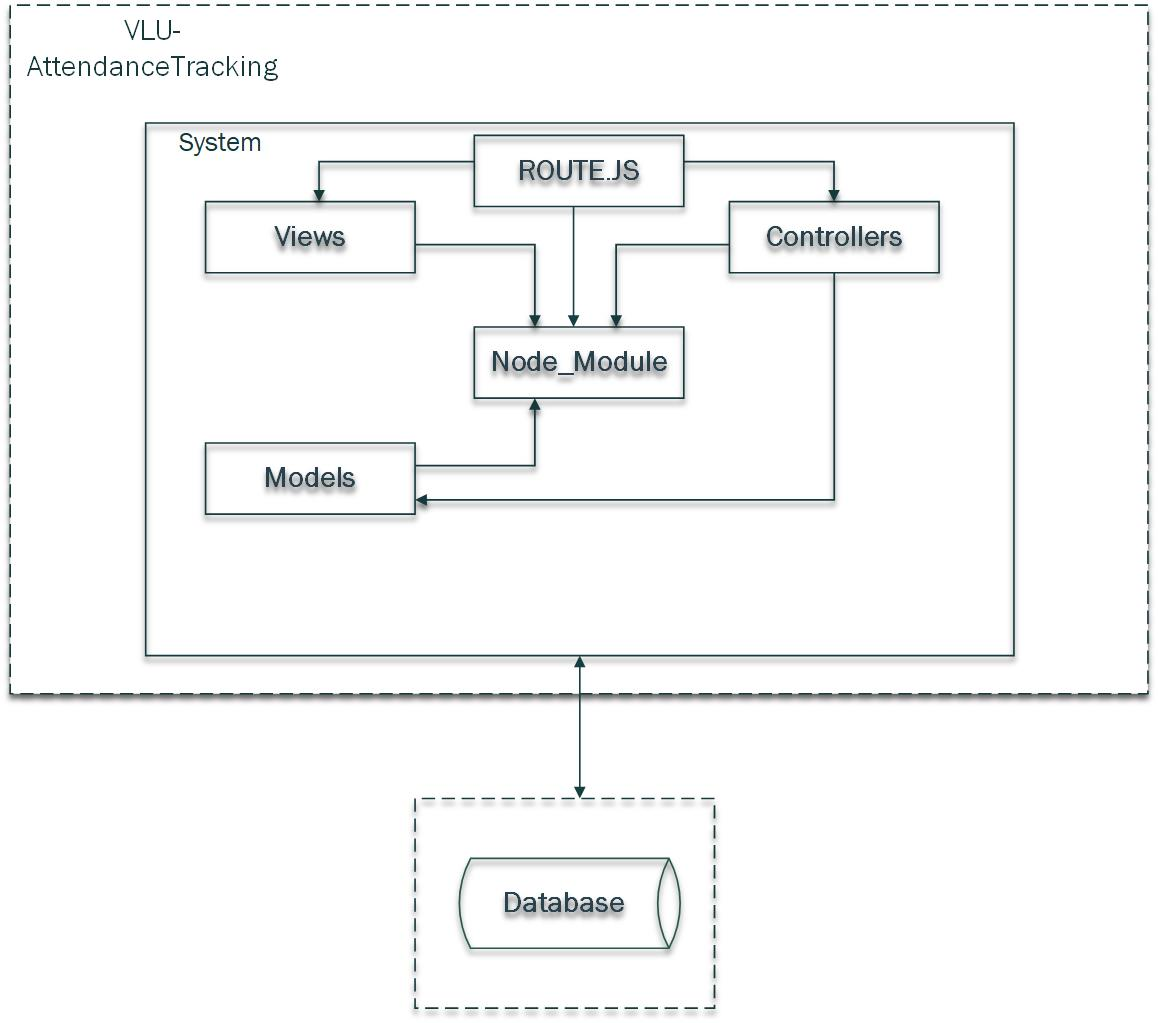 VLU-
AttendanceTracking
System
ROUTE.JS
Views
Controllers
Node_Module
Models
Database